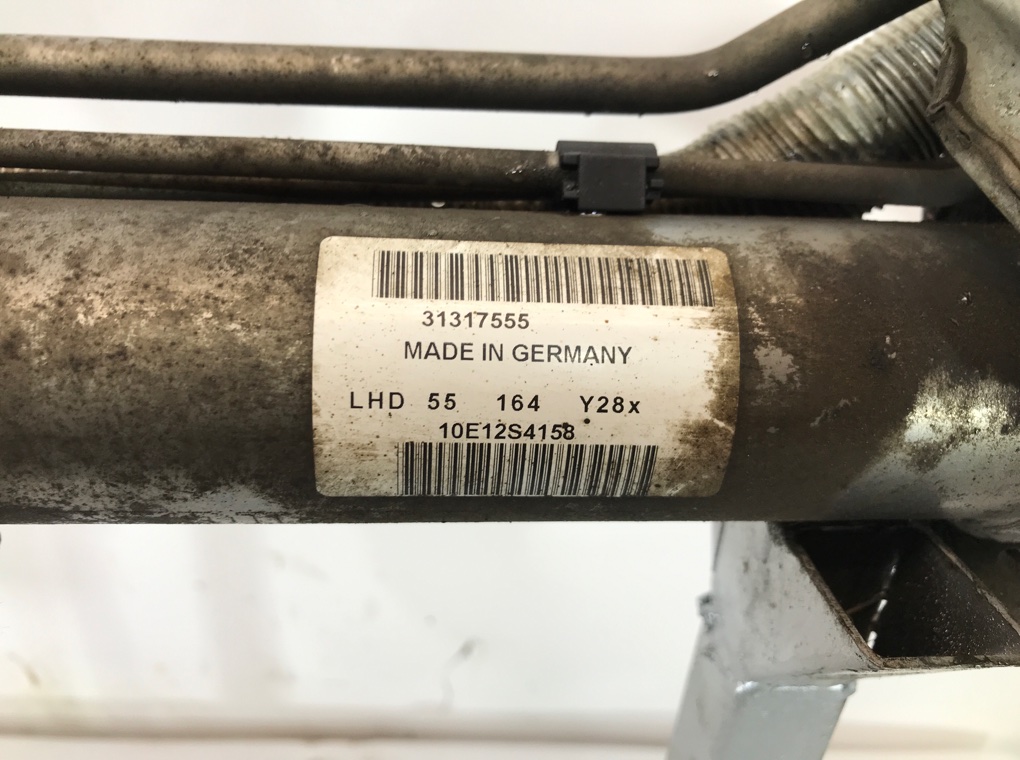 31317555
MADE IN GERMANY
LHD 55 164 Y28x
10E12S4158